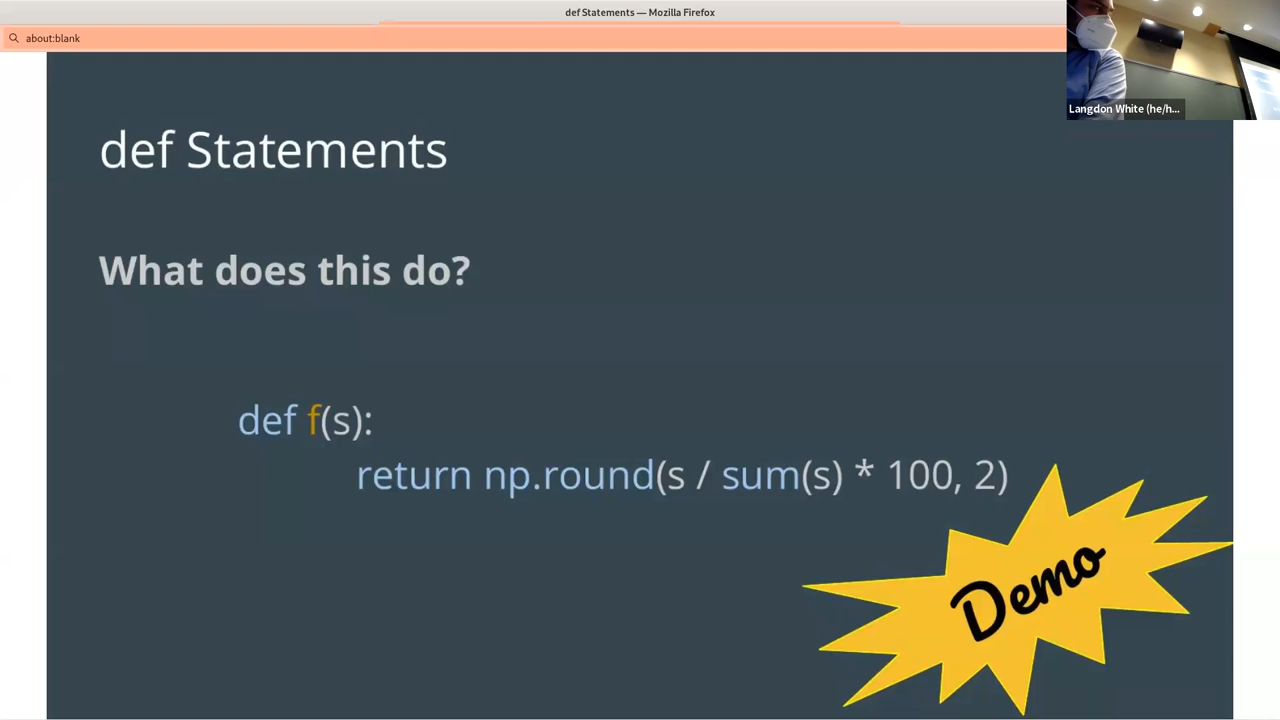 def Statements — Mozilla Firefox
about:blank
Langdon White (he/h...
def Statements
What does this do?
def f(s):
return np.round(s / sum(s) * 100, 2)
Demo